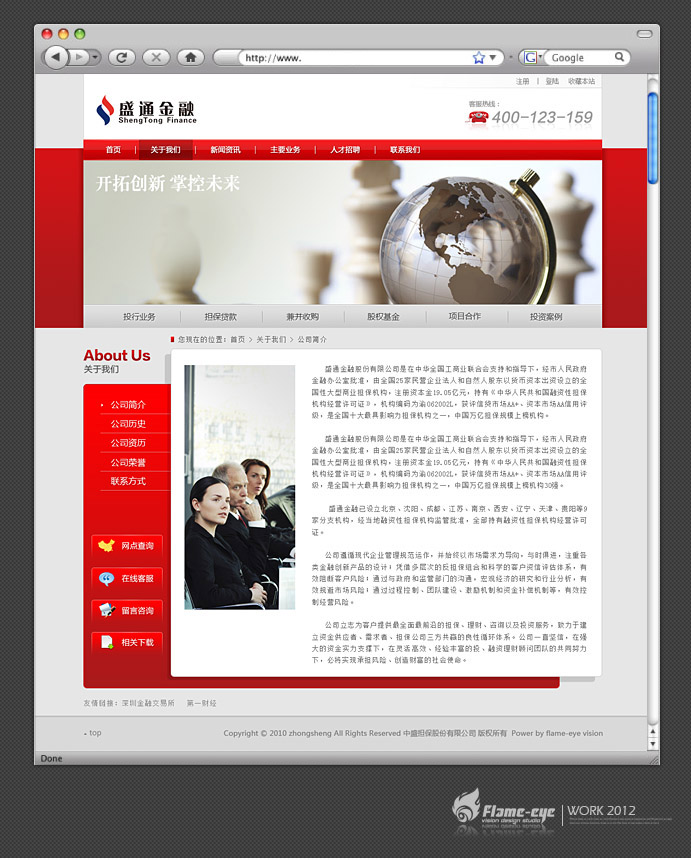 http://www.
Google
注册 | 登陆 收藏本站
盛通金融
ShengTong Finance
客服热线：
400-123-159
首页 关于我们 新闻资讯 主要业务 人才招聘 联系我们
开拓创新 掌控未来
投行业务 担保贷款 兼并收购 股权基金 项目合作 投资案例
About Us
关于我们
您现在的位置：首页 > 关于我们 > 公司简介
公司简介
公司历史
公司资历
公司荣誉
联系方式
网点查询
在线客服
留言咨询
相关下载
盛通金融股份有限公司是在中华全国工商业联合会支持和指导下，经市人民政府
金融办公室批准，由全国25家民营企业法人和自然人股东以货币资本出资设立的全
国性大型商业担保机构，注册资本金19.05亿元，持有《中华人民共和国融资性担保
机构经营许可证》，机构编码为渝062002L，获评信贷市场AA+、资本市场AA信用评
级，是全国十大最具影响力担保机构之一，中国万亿担保规模上规机构。
盛通金融股份有限公司是在中华全国工商业联合会支持和指导下，经市人民政府
金融办公室批准，由全国25家民营企业法人和自然人股东以货币资本出资设立的全
国性大型商业担保机构，注册资本金19.05亿元，持有《中华人民共和国融资性担保
机构经营许可证》，机构编码为渝062002L，获评信贷市场AA+、资本市场AA信用评
级，是全国十大最具影响力担保机构之一，中国万亿担保规模上规机构30强。
盛通金融已设立北京、沈阳、成都、江苏、南京、西安、辽宁、天津、贵阳等9
家分支机构，经当地融资性担保机构监管批准，全部持有融资性担保机构经营许可
证。
公司遵循现代企业管理规范运作，并始终以市场需求为导向，与时俱进，注重各
类金融创新产品的设计；凭借多层次的反担保组合和科学的客户资信评估体系，有
效阻断客户风险；通过与政府和监管部门的沟通，宏观经济的研究和行业分析，有
效规避市场风险；通过过程控制、团队建设、激励机制和资金补偿机制等，有效控
制经营风险。
公司立志为客户提供最全面最前沿的担保、理财、咨询以及投资服务，致力于建
立资金供应者、需求者、担保公司三方共赢的良性循环体系。公司一直坚信，在强
大的资金实力支撑下，在灵活高效、经验丰富的投、融资理财顾问团队的共同努力
下，必将实现承担风险、创造财富的社会使命。
友情链接：深圳金融交易所 第一财经
top
Copyright © 2010 zhongsheng All Rights Reserved 中盛担保股份有限公司 版权所有 Power by flame-eye vision
Done
Flame-eye
vision design studio
WORK 2012